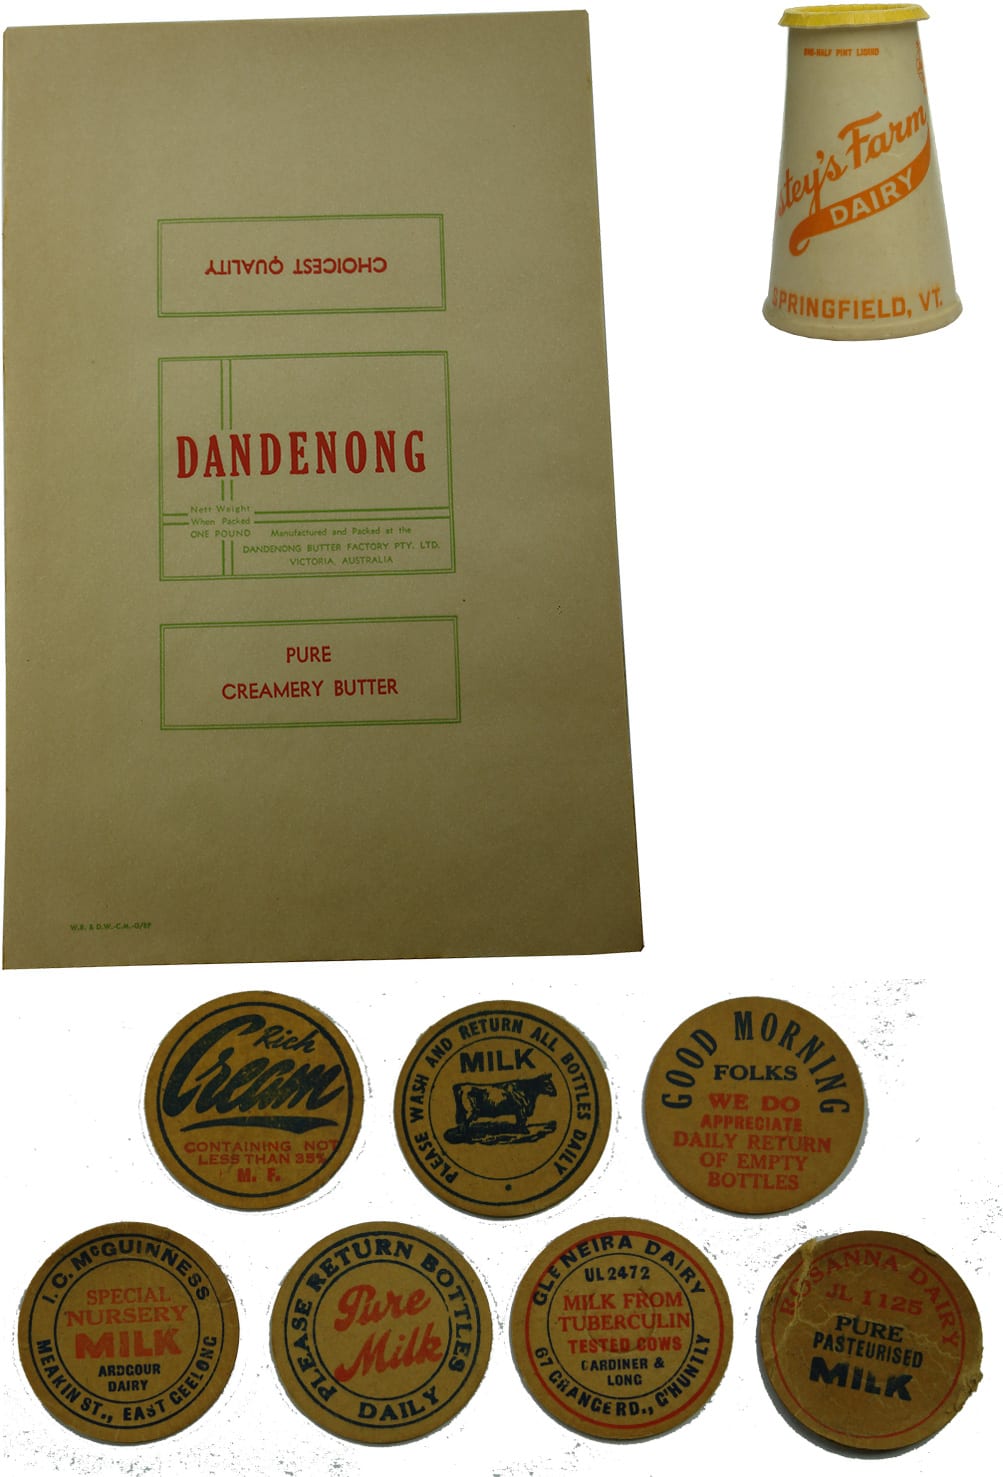 CHOICEST QUALITY
DANDENONG
Nett Weight
When Packed
ONE POUND
Manufactured and Packed at the
DANDENONG BUTTER FACTORY PTY. LTD.
VICTORIA, AUSTRALIA
PURE
CREAMERY BUTTER
ONE-HALF PINT LIQUID
Farm
DAIRY
SPRINGFIELD, VT.
Rich
Cream
CONTAINING NOT
LESS THAN 35%
M. F.
PLEASE WASH AND RETURN ALL BOTTLES DAILY
MILK
GOOD MORNING
FOLKS
WE DO
APPRECIATE
DAILY RETURN
OF EMPTY
BOTTLES
I. C. McGUINNESS
SPECIAL
NURSERY
MILK
ARDGOUR
DAIRY
MEAKIN ST., EAST GEELONG
PLEASE RETURN BOTTLES
Pure
Milk
DAILY
GLENEIRA DAIRY
UL 2472
MILK FROM
TUBERCULIN
TESTED COWS
GARDINER &
LONG
67 GRANGE RD., G'HUNTLY
ROSANNA DAIRY
JL 1125
PURE
PASTEURISED
MILK